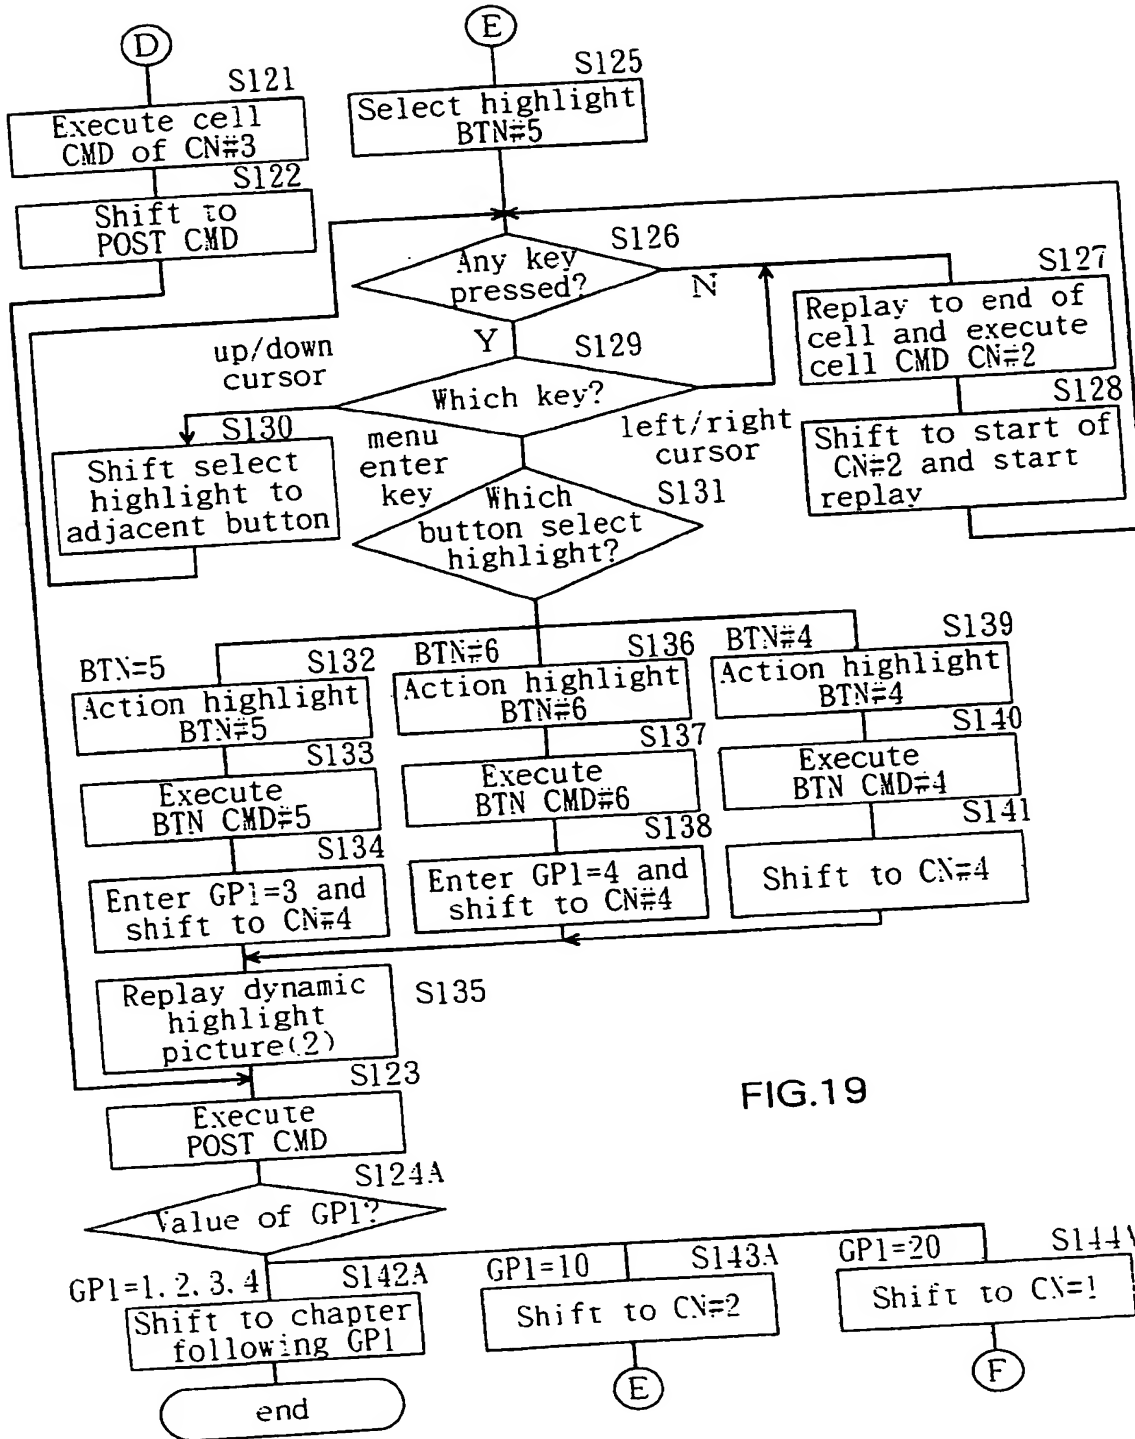 D
S121
Execute cell
CMD of CN#3
S122
Shift to
POST CMD
E
S125
Select highlight
BTN#5
S126
Any key
pressed?
N
Y
S127
Replay to end of
cell and execute
cell CMD CN#2
S128
Shift to start of
CN#2 and start
replay
S129
Which key?
up/down
cursor
menu
enter
key
left/right
cursor
S130
Shift select
highlight to
adjacent button
S131
Which
button select
highlight?
BTN=5
S132
Action highlight
BTN#5
S133
Execute
BTN CMD#5
S134
Enter GP1=3 and
shift to CN#4
BTN#6
S136
Action highlight
BTN#6
S137
Execute
BTN CMD#6
S138
Enter GP1=4 and
shift to CN#4
BTN#4
S139
Action highlight
BTN#4
S140
Execute
BTN CMD#4
S141
Shift to CN#4
Replay dynamic
highlight
picture(2)
S135
S123
Execute
POST CMD
FIG.19
S124A
Value of GP1?
GP1=1.2.3.4
S142A
Shift to chapter
following GP1
end
GP1=10
S143A
Shift to CN=2
E
GP1=20
S144A
Shift to CN=1
F